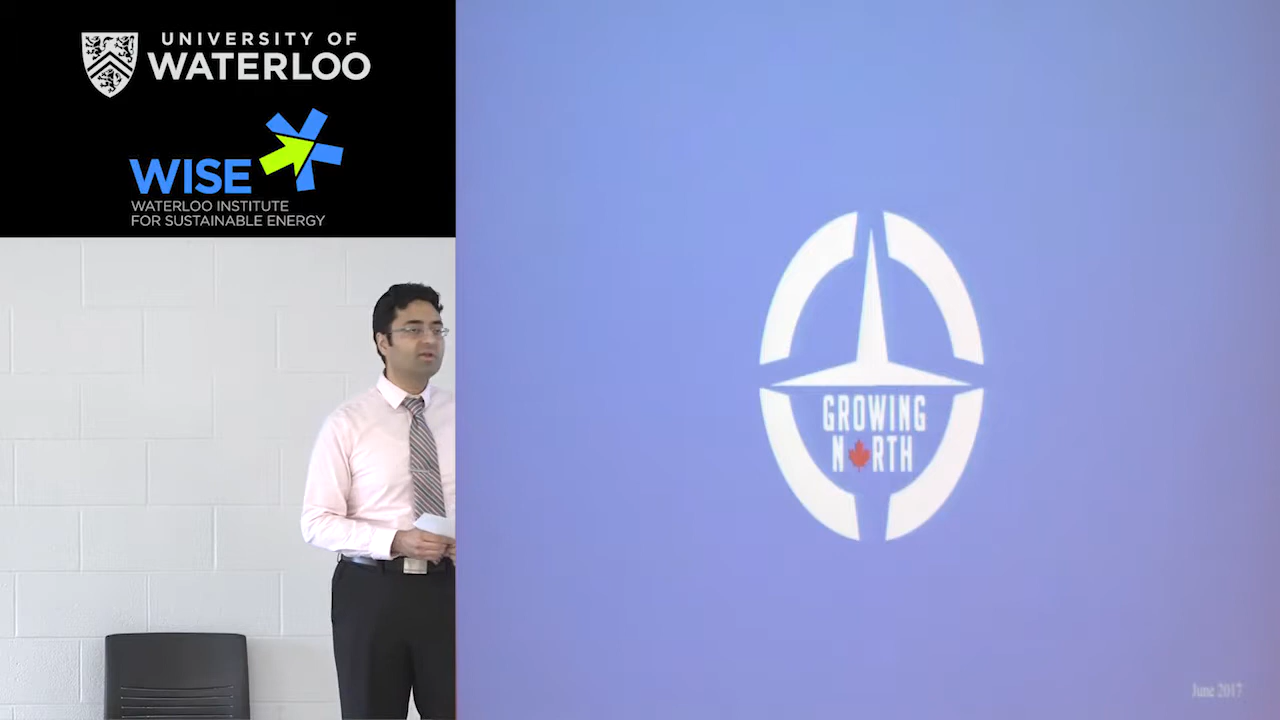 UNIVERSITY OF
WATERLOO
WISE
WATERLOO INSTITUTE
FOR SUSTAINABLE ENERGY
GROWING
NORTH
June 2017